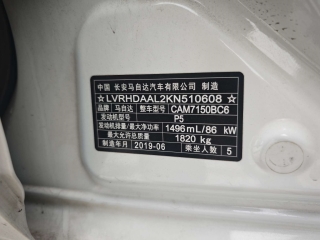 中国 长安马自达汽车有限公司 制造
☆LVRHDAAL2KN510608☆
品牌 马自达 整车型号 CAM7150BC6
发动机型号 P5
发动机排量/最大净功率 1496mL/86 kW
最大允许总质量 1820 kg
制造年月 2019-06 乘坐人数 5